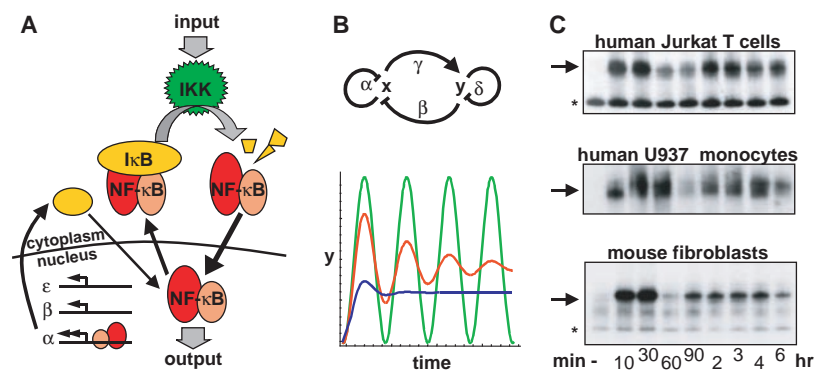 A
input
IKK
IκB
NF-κB
NF-κB
cytoplasm
nucleus
ε
β
α
NF-κB
output
B
α x γ y δ
β
y
time
C
human Jurkat T cells
*
human U937 monocytes
mouse fibroblasts
*
min - 10 30 60 90 2 3 4 6 hr